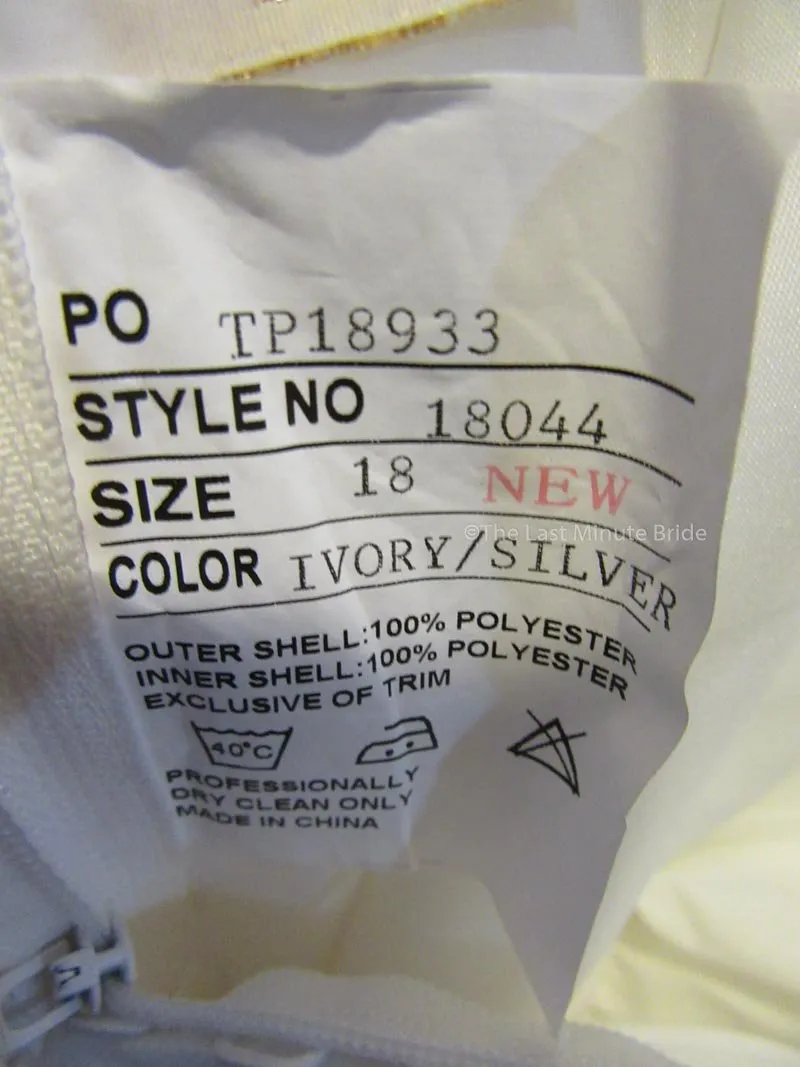 PO TP18933
STYLE NO 18044
SIZE 18 NEW
©The Last Minute Bride
COLOR IVORY/SILVER
OUTER SHELL:100% POLYESTER
INNER SHELL:100% POLYESTER
EXCLUSIVE OF TRIM
40°C
PROFESSIONALLY
DRY CLEAN ONLY
MADE IN CHINA